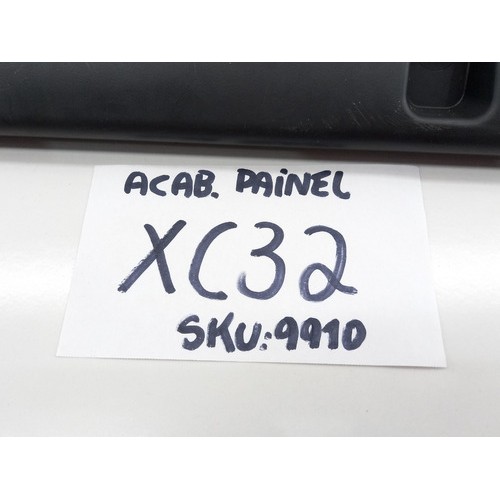 ACAB. PAINEL
XC32
SKU:9910